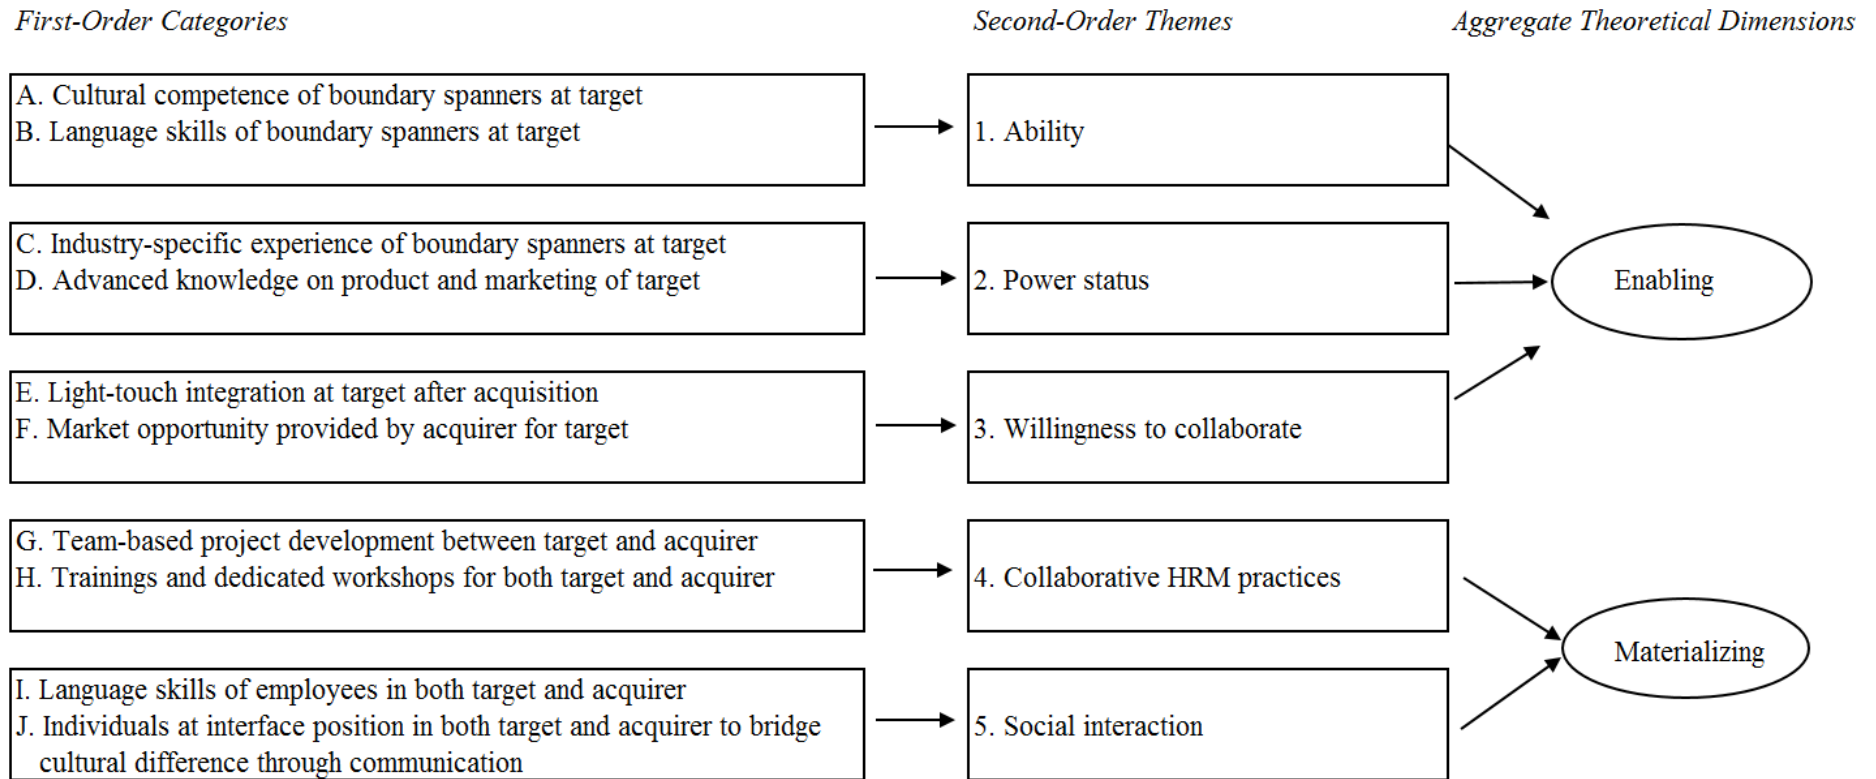 First-Order Categories
Second-Order Themes
Aggregate Theoretical Dimensions
A. Cultural competence of boundary spanners at target
B. Language skills of boundary spanners at target
1. Ability
C. Industry-specific experience of boundary spanners at target
D. Advanced knowledge on product and marketing of target
2. Power status
Enabling
E. Light-touch integration at target after acquisition
F. Market opportunity provided by acquirer for target
3. Willingness to collaborate
G. Team-based project development between target and acquirer
H. Trainings and dedicated workshops for both target and acquirer
4. Collaborative HRM practices
Materializing
I. Language skills of employees in both target and acquirer
J. Individuals at interface position in both target and acquirer to bridge
cultural difference through communication
5. Social interaction